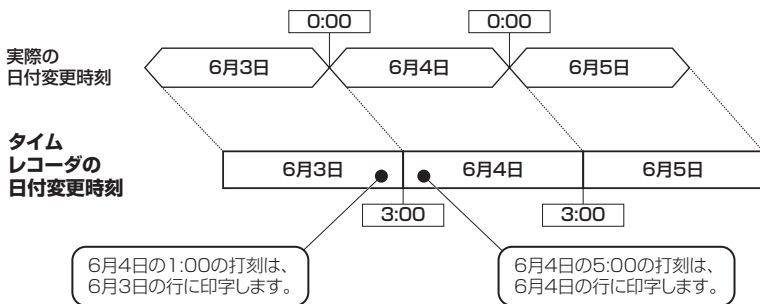 0:00
0:00
実際の
日付変更時刻
6月3日
6月4日
6月5日
タイム
レコーダの
日付変更時刻
6月3日
6月4日
6月5日
3:00
3:00
6月4日の1:00の打刻は、
6月3日の行に印字します。
6月4日の5:00の打刻は、
6月4日の行に印字します。